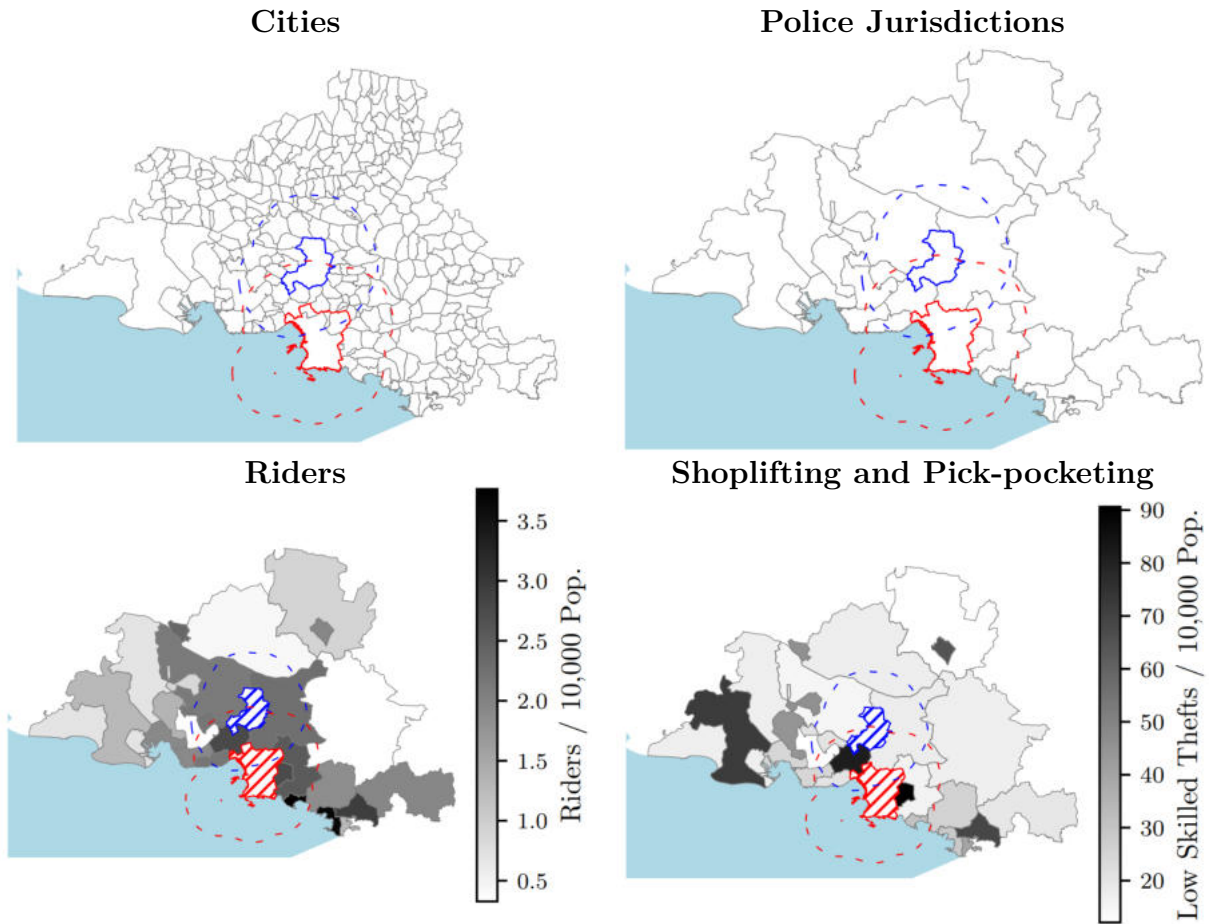 Cities
Police Jurisdictions
Riders
3.5
3.0
2.5
2.0
1.5
1.0
0.5
Riders / 10,000 Pop.
Shoplifting and Pick-pocketing
90
80
70
60
50
40
30
20
Low Skilled Thefts / 10,000 Pop.